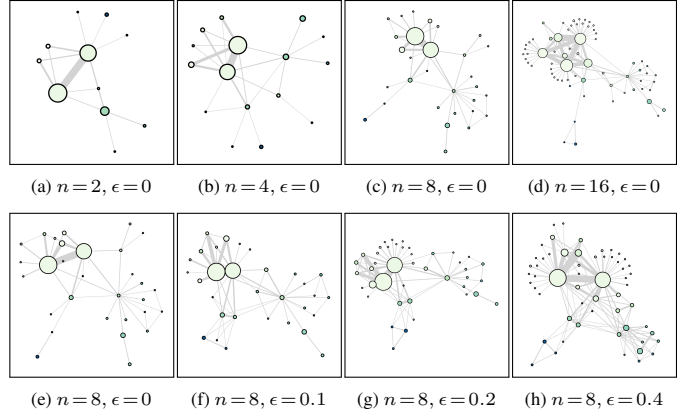 (a) n=2, ϵ=0 (b) n=4, ϵ=0 (c) n=8, ϵ=0 (d) n=16, ϵ=0
(e) n=8, ϵ=0 (f) n=8, ϵ=0.1 (g) n=8, ϵ=0.2 (h) n=8, ϵ=0.4